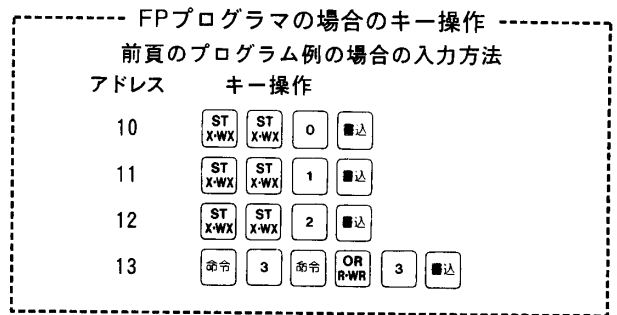 FPプログラマの場合のキー操作
前頁のプログラム例の場合の入力方法
アドレス キー操作
10 ST X·WX ST X·WX 0 書込
11 ST X·WX ST X·WX 1 書込
12 ST X·WX ST X·WX 2 書込
13 命令 3 命令 OR R·WR 3 書込